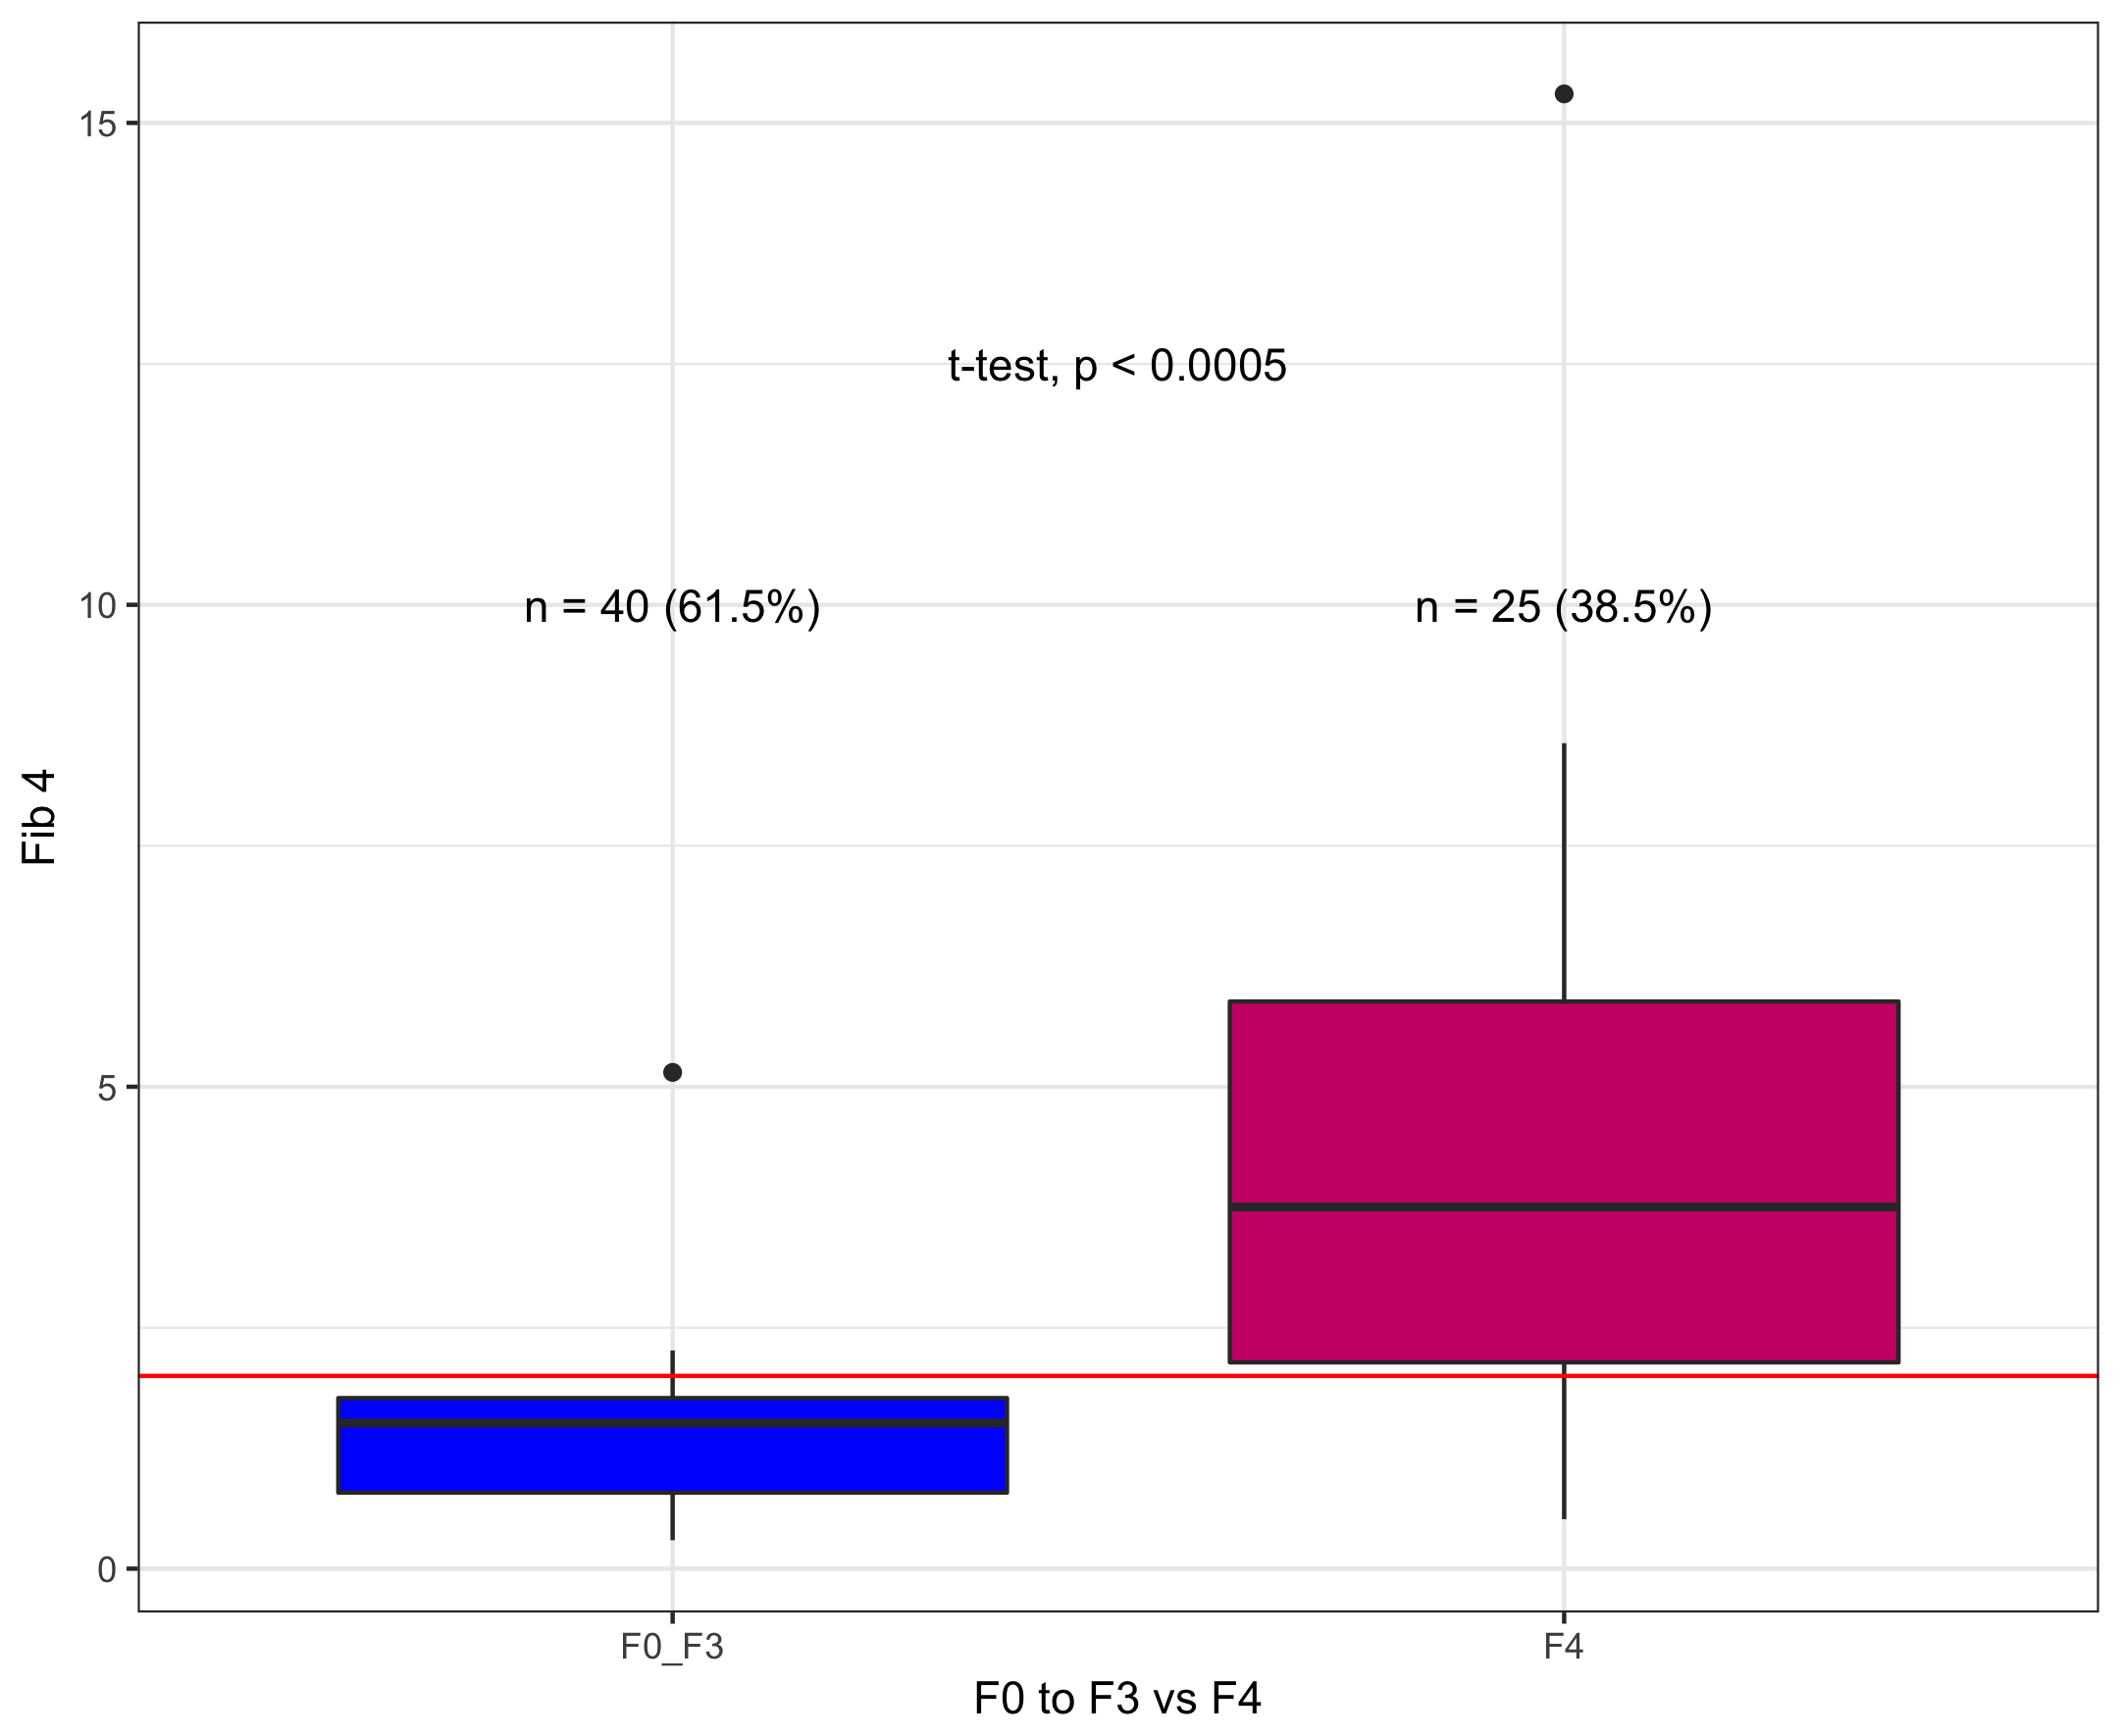 15
t-test, p < 0.0005
10
n = 40 (61.5%)
n = 25 (38.5%)
Fib 4
5
0
F0_F3
F4
F0 to F3 vs F4